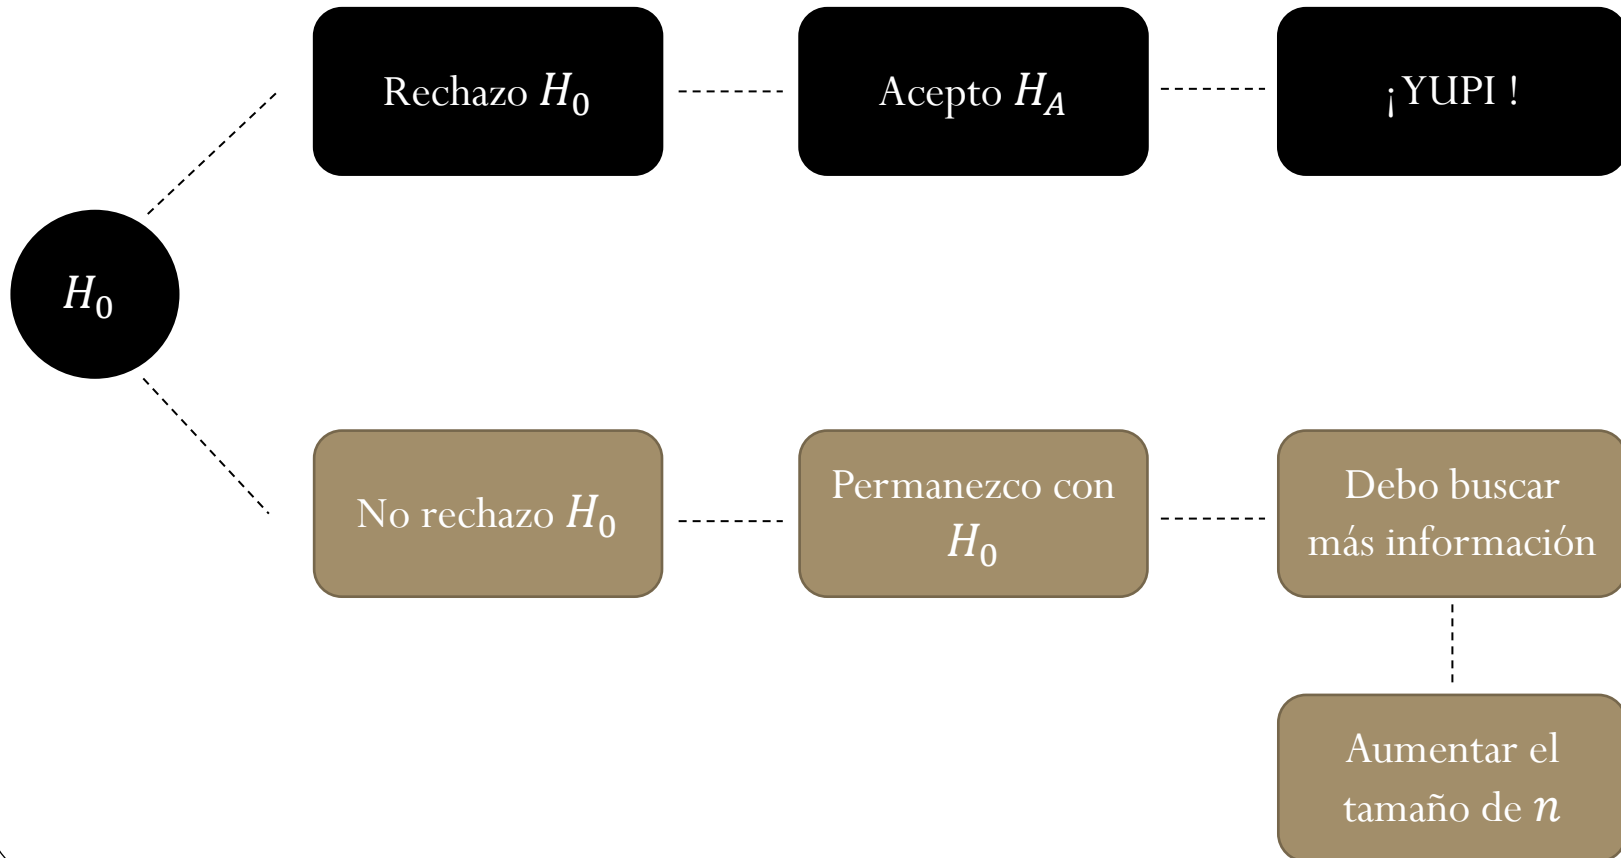 Rechazo H₀
Acepto H_A
¡YUPI !
H₀
No rechazo H₀
Permanezco con
H₀
Debo buscar
más información
Aumentar el
tamaño de n